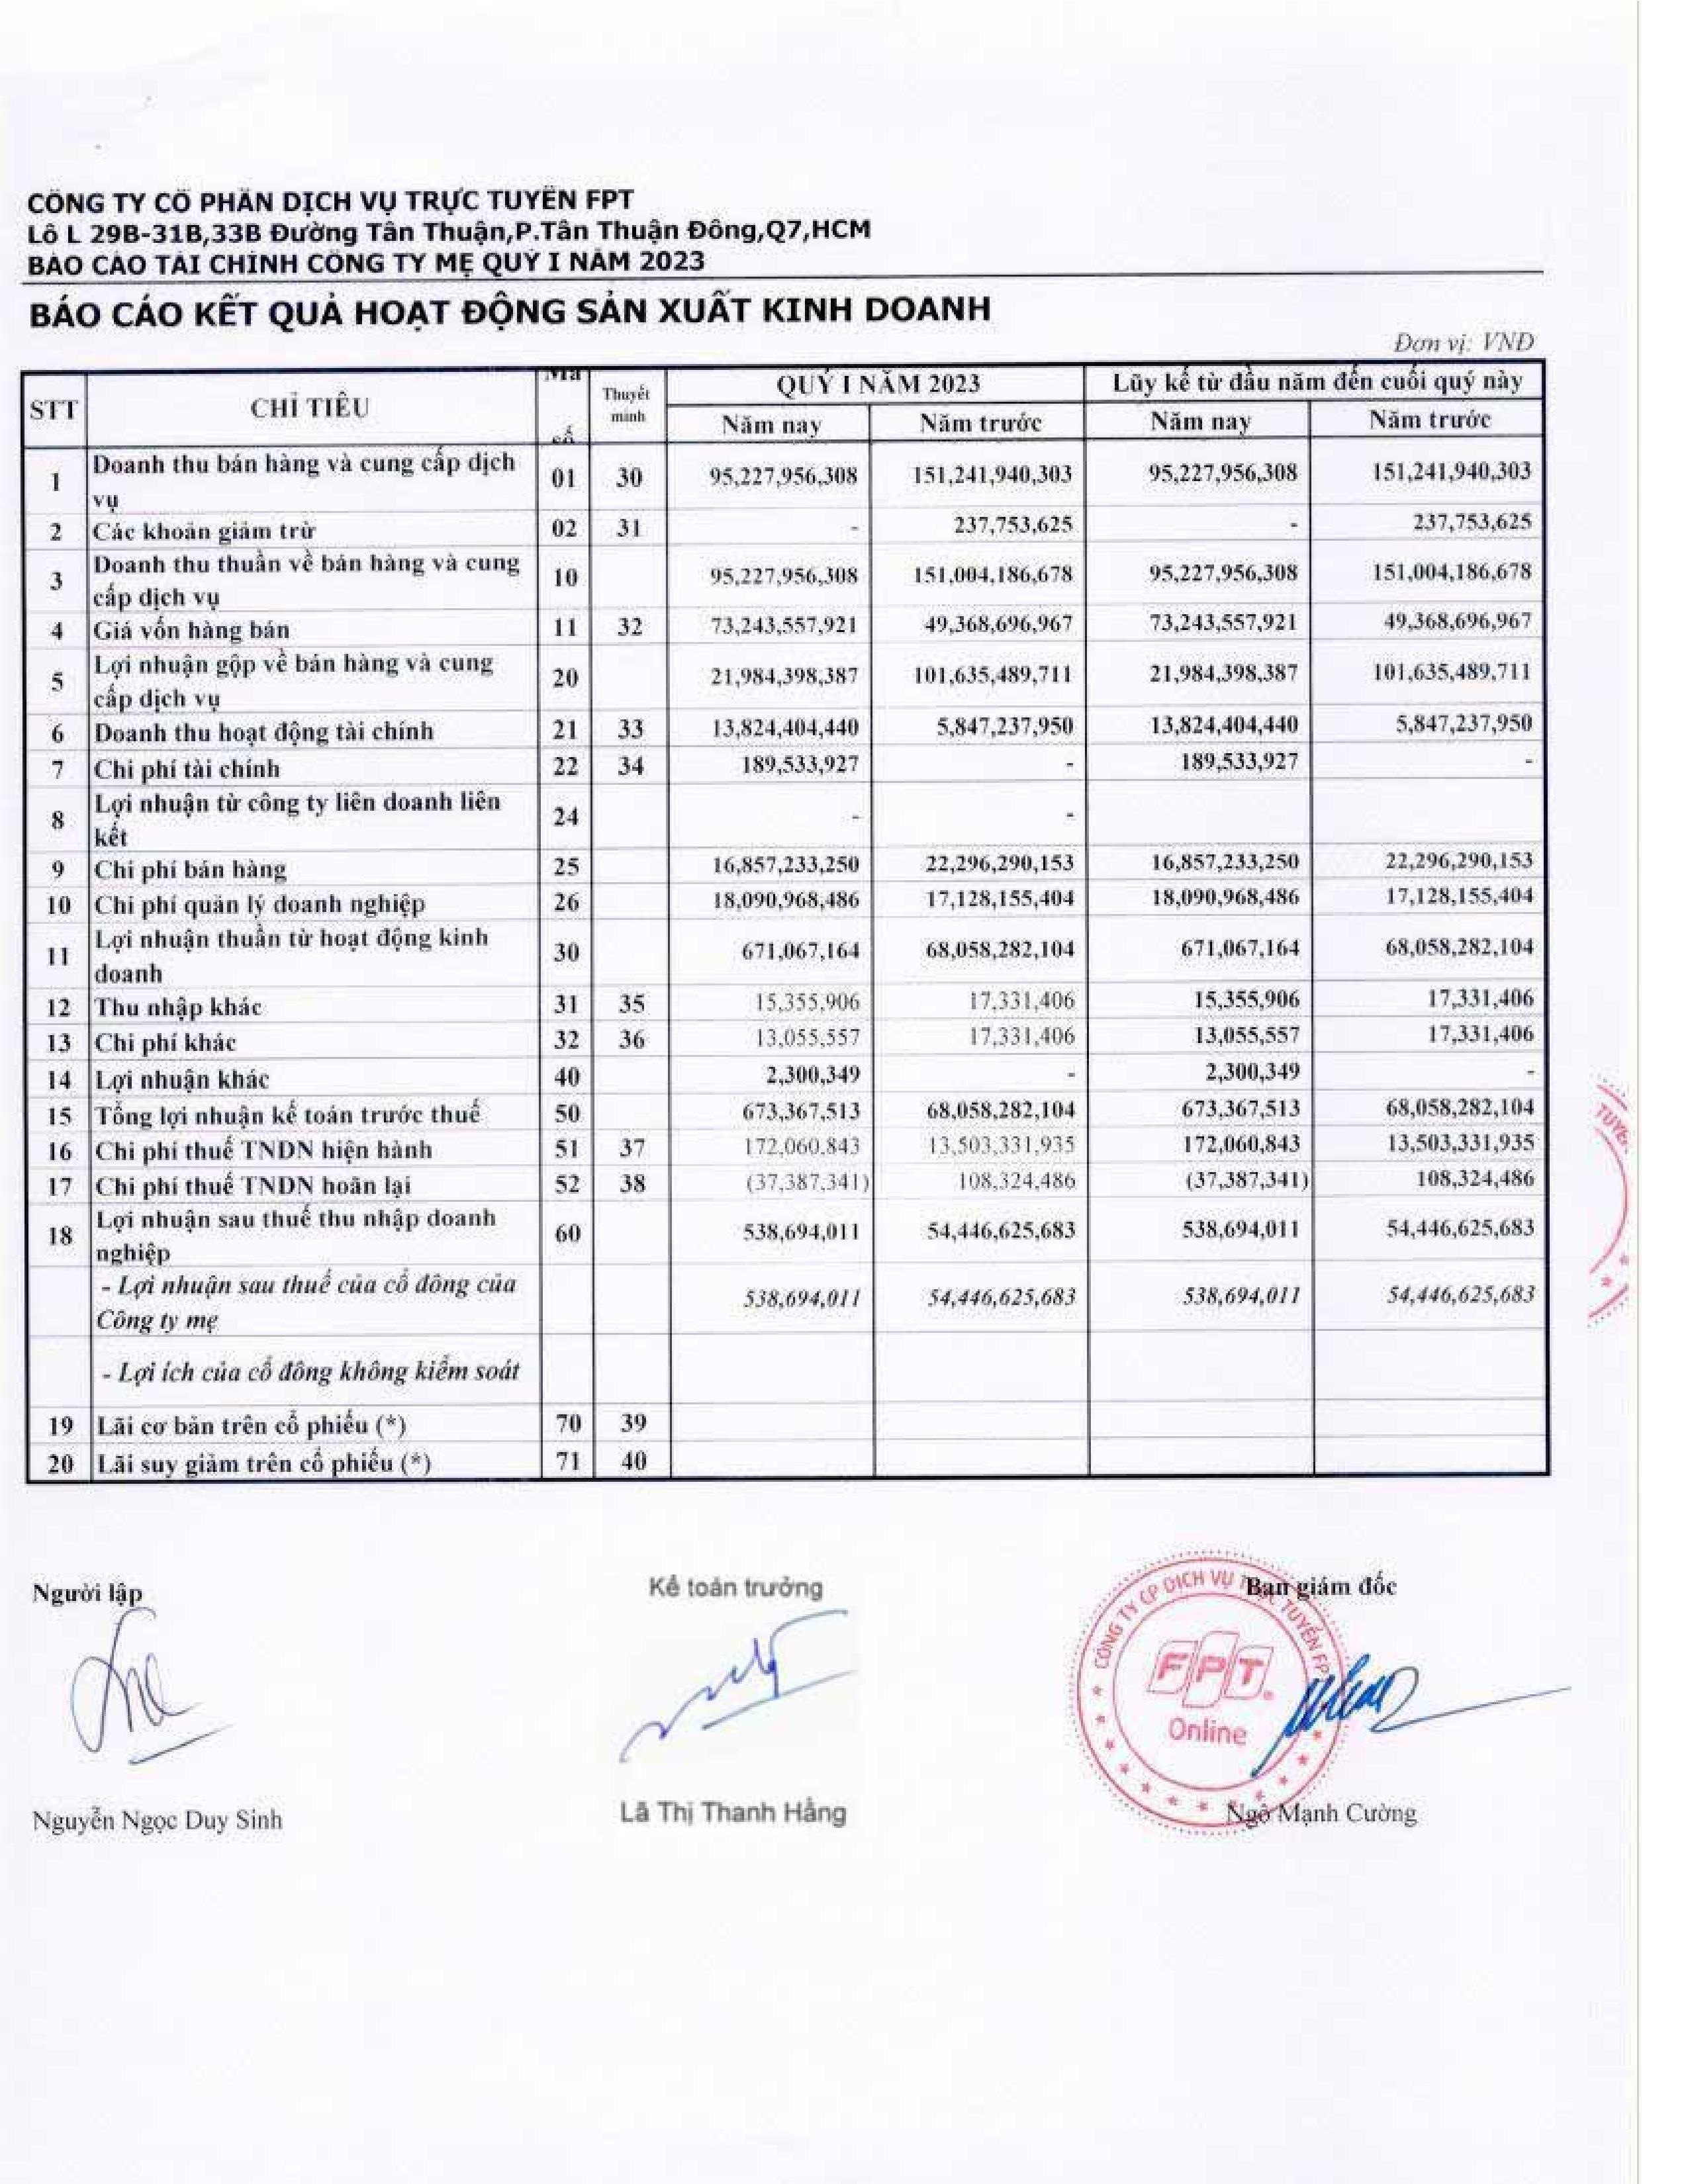 CÔNG TY CỔ PHẦN DỊCH VỤ TRỰC TUYẾN FPT
Lô L 29B-31B,33B Đường Tân Thuận,P.Tân Thuận Đông,Q7,HCM
BÁO CÁO TÀI CHÍNH CÔNG TY MẸ QUÝ I NĂM 2023
BÁO CÁO KẾT QUẢ HOẠT ĐỘNG SẢN XUẤT KINH DOANH
Đơn vị: VND
STT CHỈ TIÊU Mã số Thuyết minh QUÝ I NĂM 2023 Lũy kế từ đầu năm đến cuối quý này
Năm nay Năm trước Năm nay Năm trước
1 Doanh thu bán hàng và cung cấp dịch vụ 01 30 95,227,956,308 151,241,940,303 95,227,956,308 151,241,940,303
2 Các khoản giảm trừ 02 31 - 237,753,625 - 237,753,625
3 Doanh thu thuần về bán hàng và cung cấp dịch vụ 10 95,227,956,308 151,004,186,678 95,227,956,308 151,004,186,678
4 Giá vốn hàng bán 11 32 73,243,557,921 49,368,696,967 73,243,557,921 49,368,696,967
5 Lợi nhuận gộp về bán hàng và cung cấp dịch vụ 20 21,984,398,387 101,635,489,711 21,984,398,387 101,635,489,711
6 Doanh thu hoạt động tài chính 21 33 13,824,404,440 5,847,237,950 13,824,404,440 5,847,237,950
7 Chi phí tài chính 22 34 189,533,927 - 189,533,927 -
8 Lợi nhuận từ công ty liên doanh liên kết 24 - -
9 Chi phí bán hàng 25 16,857,233,250 22,296,290,153 16,857,233,250 22,296,290,153
10 Chi phí quản lý doanh nghiệp 26 18,090,968,486 17,128,155,404 18,090,968,486 17,128,155,404
11 Lợi nhuận thuần từ hoạt động kinh doanh 30 671,067,164 68,058,282,104 671,067,164 68,058,282,104
12 Thu nhập khác 31 35 15,355,906 17,331,406 15,355,906 17,331,406
13 Chi phí khác 32 36 13,055,557 17,331,406 13,055,557 17,331,406
14 Lợi nhuận khác 40 2,300,349 - 2,300,349 -
15 Tổng lợi nhuận kế toán trước thuế 50 673,367,513 68,058,282,104 673,367,513 68,058,282,104
16 Chi phí thuế TNDN hiện hành 51 37 172,060,843 13,503,331,935 172,060,843 13,503,331,935
17 Chi phí thuế TNDN hoãn lại 52 38 (37,387,341) 108,324,486 (37,387,341) 108,324,486
18 Lợi nhuận sau thuế thu nhập doanh nghiệp 60 538,694,011 54,446,625,683 538,694,011 54,446,625,683
- Lợi nhuận sau thuế của cổ đông của Công ty mẹ 538,694,011 54,446,625,683 538,694,011 54,446,625,683
- Lợi ích của cổ đông không kiểm soát
19 Lãi cơ bản trên cổ phiếu (*) 70 39
20 Lãi suy giảm trên cổ phiếu (*) 71 40
Người lập Kế toán trưởng Ban giám đốc
CÔNG TY CP DỊCH VỤ TRỰC TUYẾN FPT
FPT
Online
Nguyễn Ngọc Duy Sinh Lã Thị Thanh Hằng Ngô Mạnh Cường